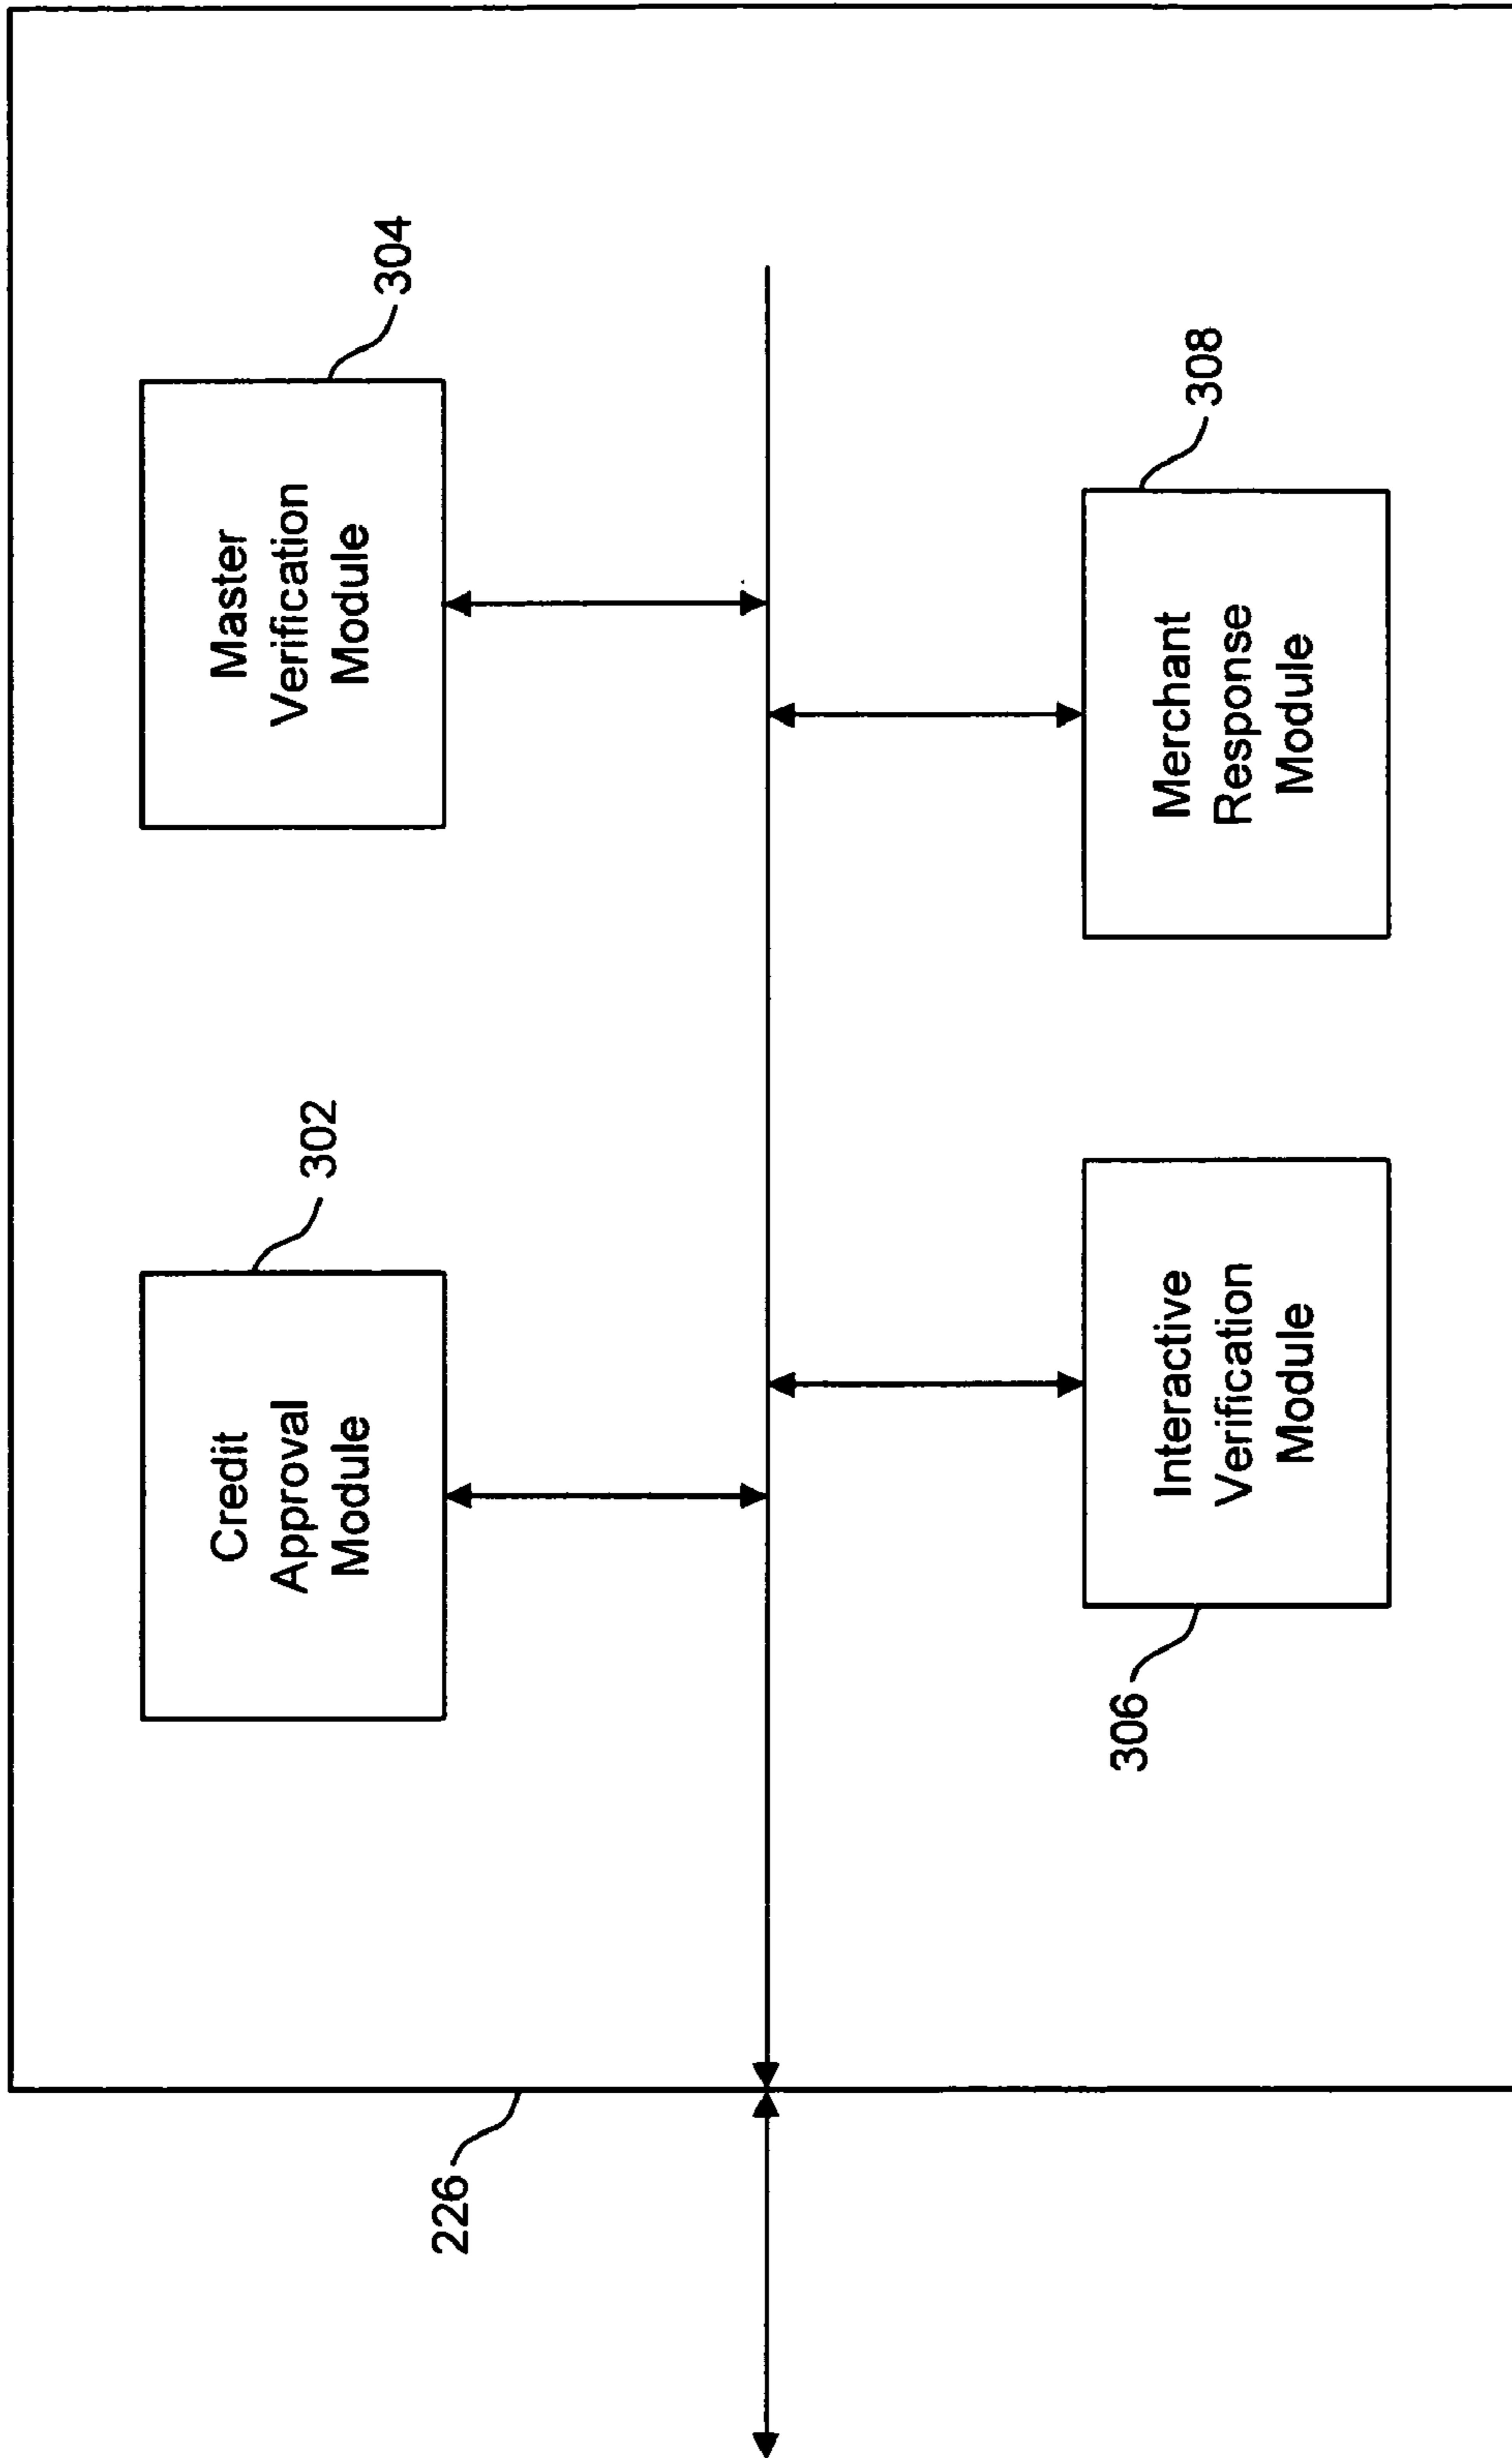 Credit
Approval
Module
302
Master
Verification
Module
304
226
306
Interactive
Verification
Module
Merchant
Response
Module
308